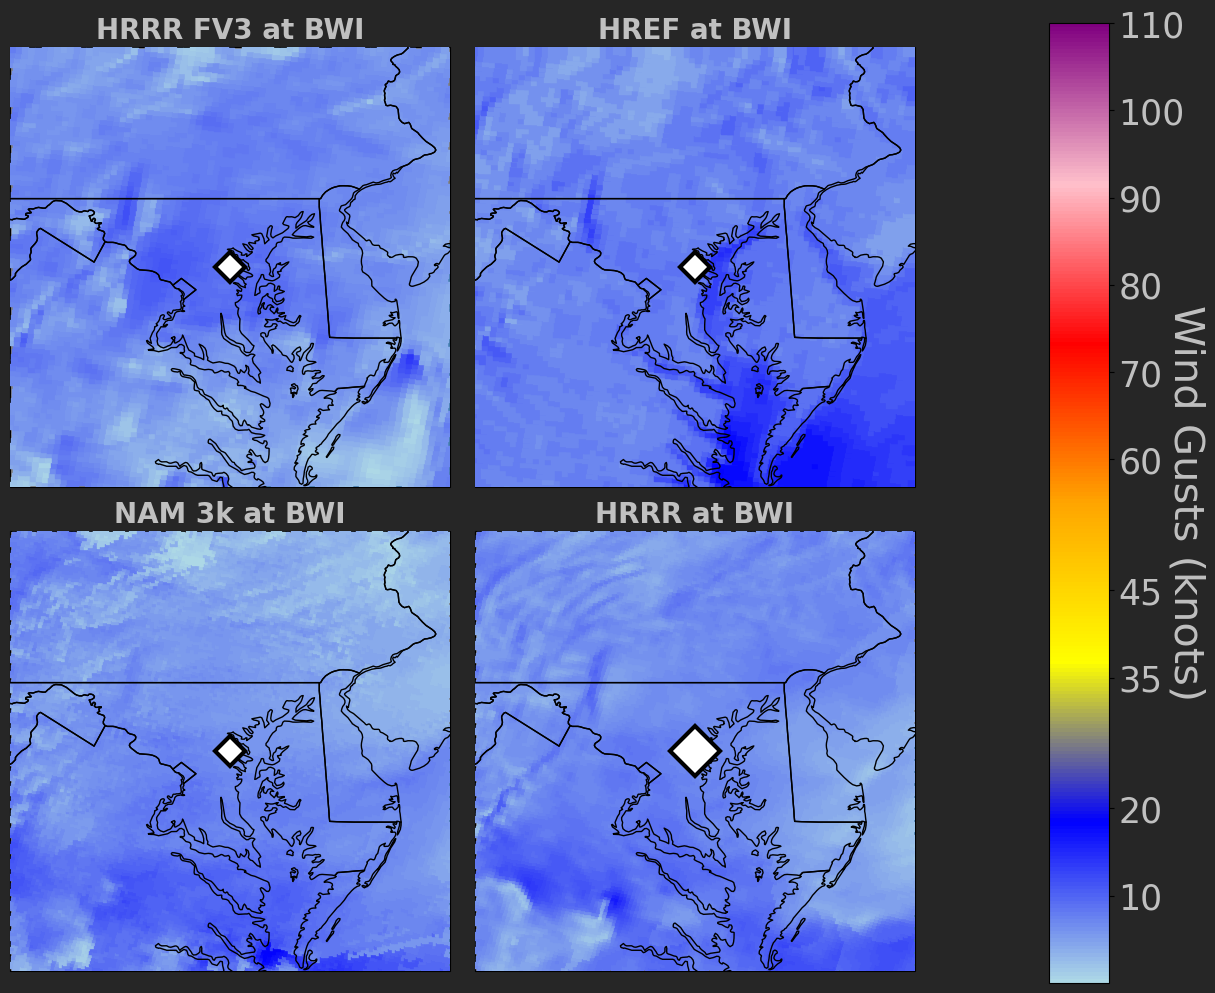 HRRR FV3 at BWI
HREF at BWI
NAM 3k at BWI
HRRR at BWI
110
100
90
80
70
60
45
35
20
10
Wind Gusts (knots)